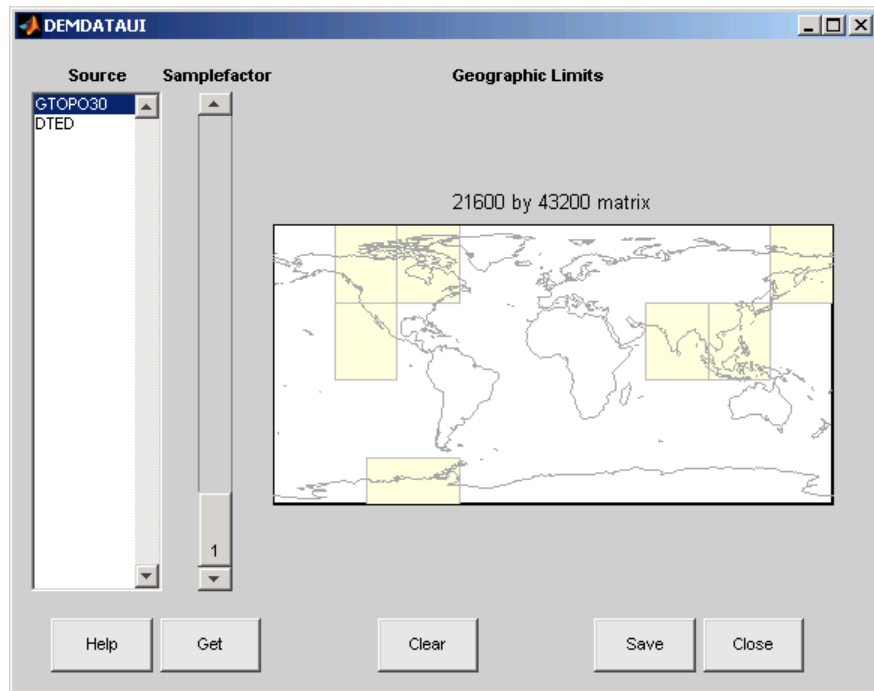 DEMDATAUI
Source Samplefactor Geographic Limits
GTOPO30
DTED
21600 by 43200 matrix
1
Help Get Clear Save Close